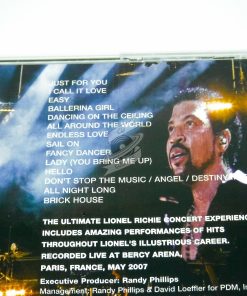 JUST FOR YOU
I CALL IT LOVE
EASY
BALLERINA GIRL
DANCING ON THE CEILING
ALL AROUND THE WORLD
ENDLESS LOVE
SAIL ON
FANCY DANCER
LADY (YOU BRING ME UP)
HELLO
DON'T STOP THE MUSIC / ANGEL / DESTINY
ALL NIGHT LONG
BRICK HOUSE
THE ULTIMATE LIONEL RICHIE CONCERT EXPERIENCE
INCLUDES AMAZING PERFORMANCES OF HITS
THROUGHOUT LIONEL'S ILLUSTRIOUS CAREER.
RECORDED LIVE AT BERCY ARENA,
PARIS, FRANCE, MAY 2007
Executive Producer: Randy Phillips
Management: Randy Phillips & David Loeffler for PDM, In